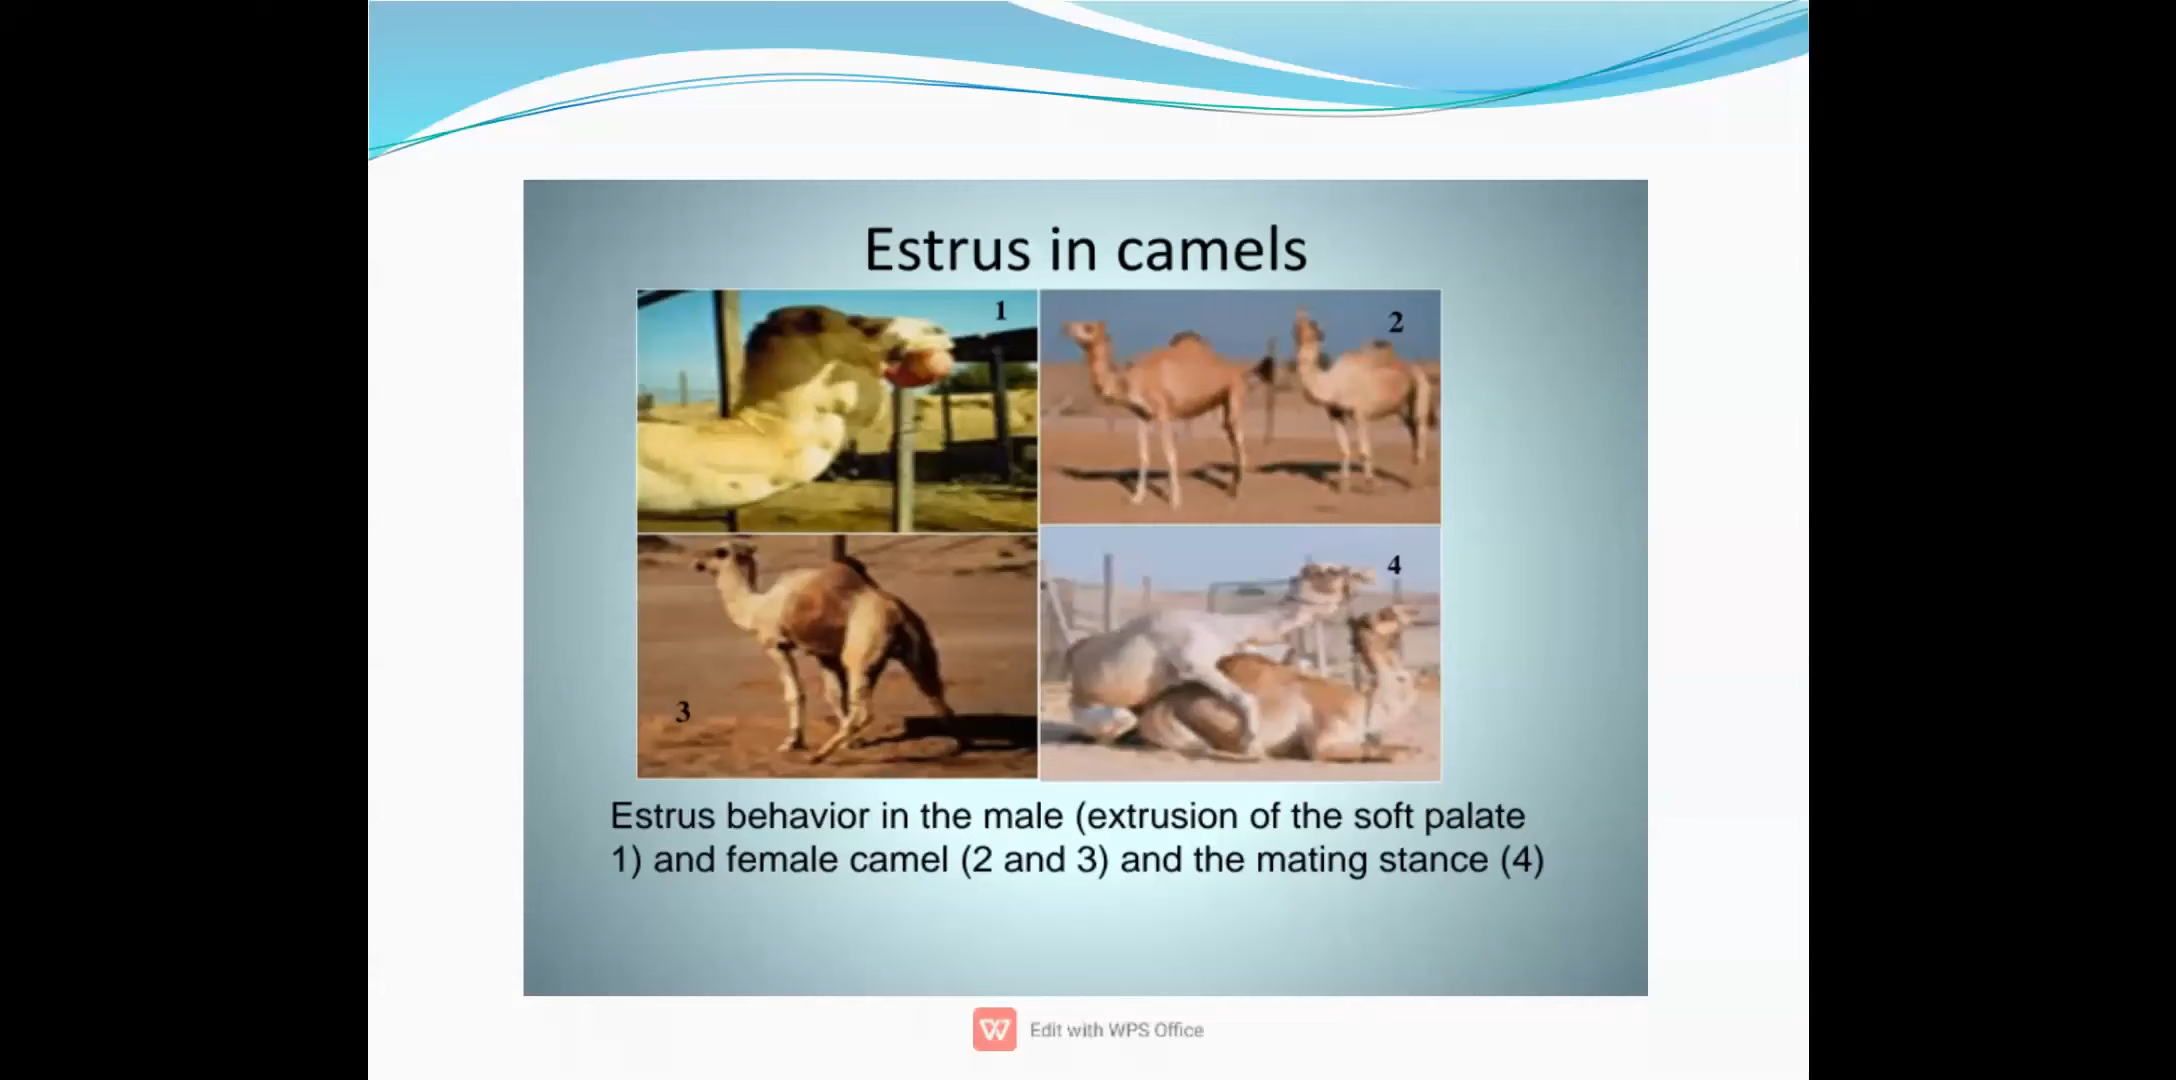 Estrus in camels
1
2
3
4
Estrus behavior in the male (extrusion of the soft palate
1) and female camel (2 and 3) and the mating stance (4)
Edit with WPS Office